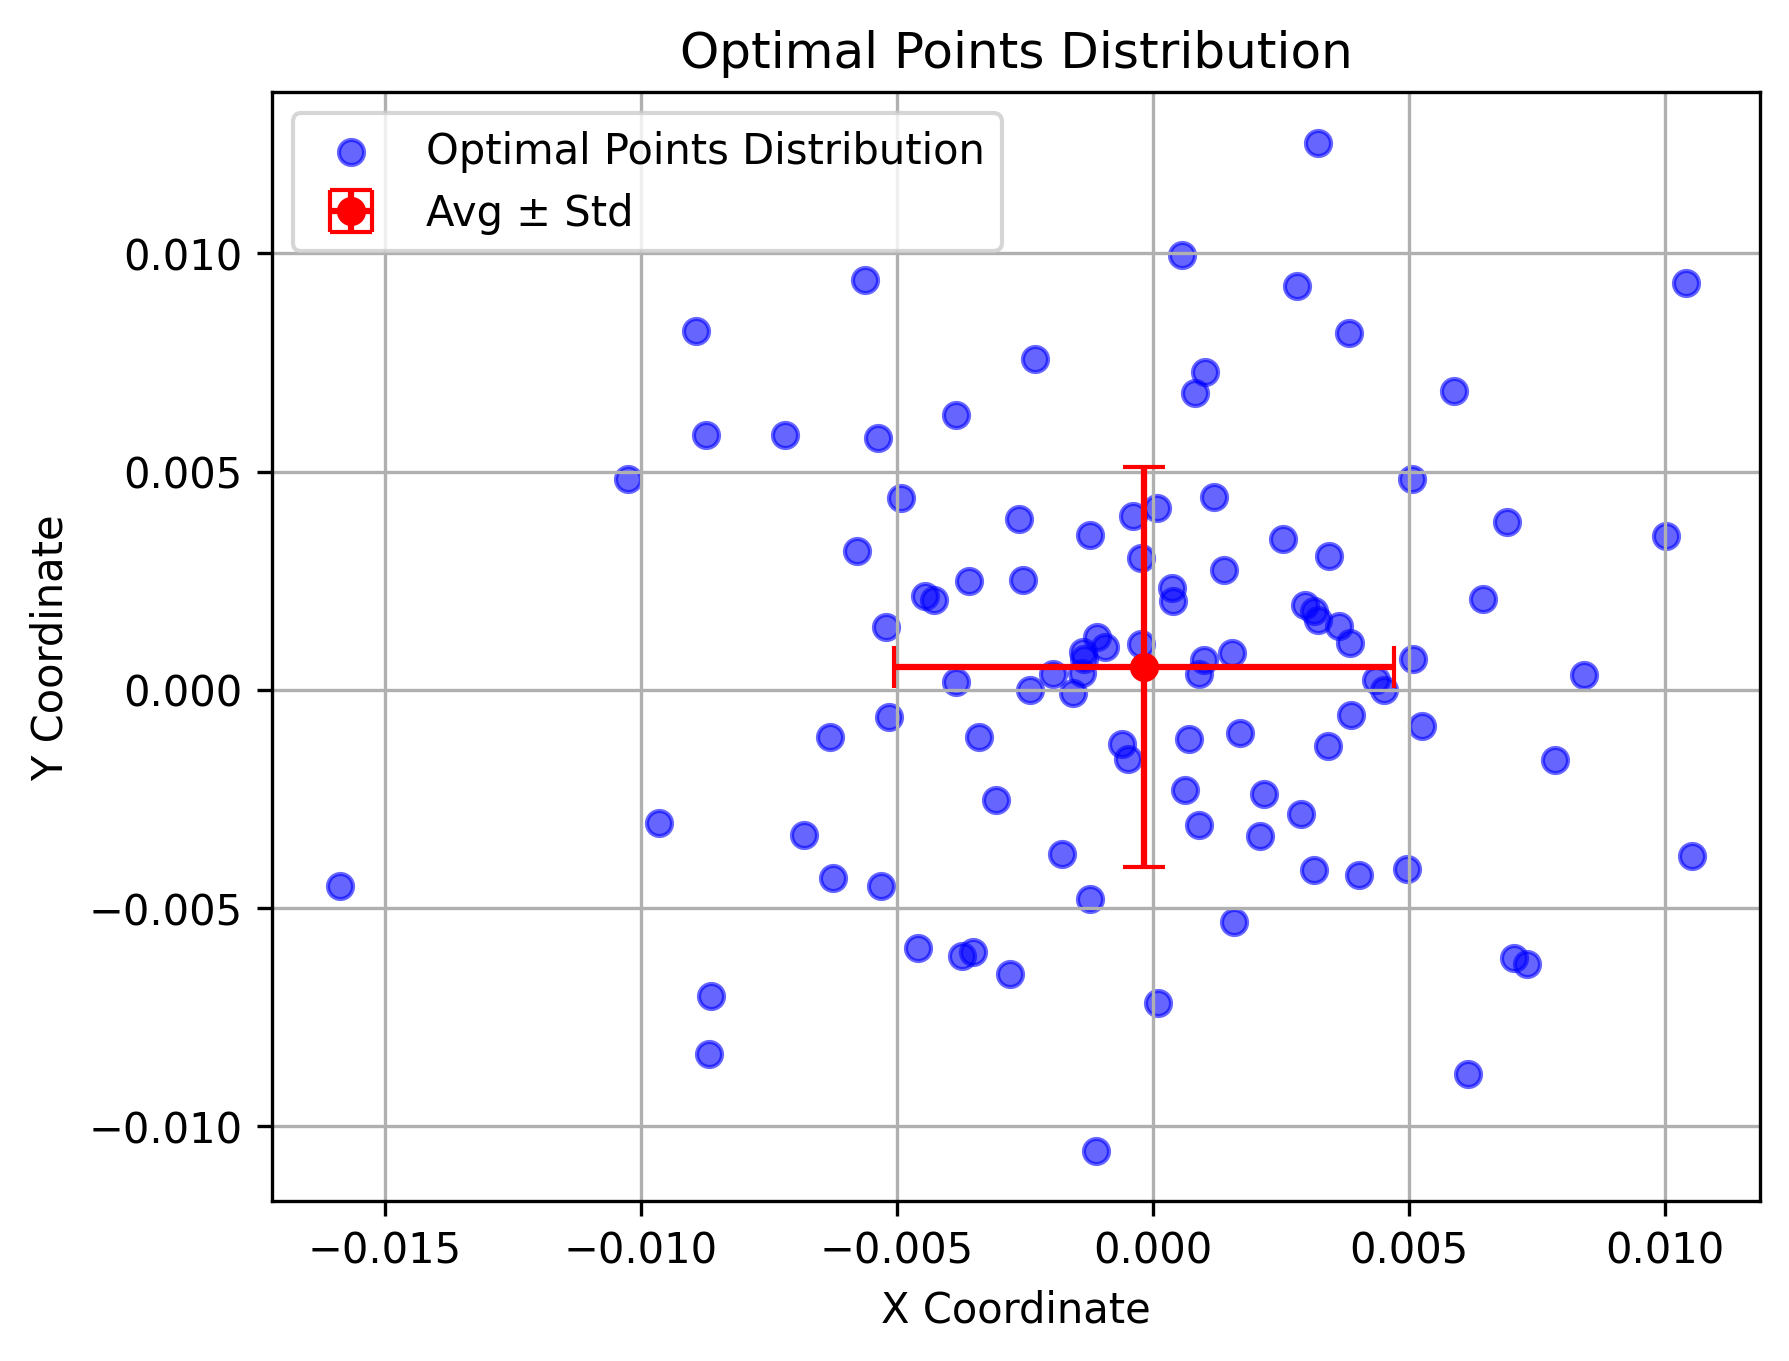 Optimal Points Distribution
Optimal Points Distribution
Avg ± Std
0.010
0.005
0.000
−0.005
−0.010
Y Coordinate
−0.015 −0.010 −0.005 0.000 0.005 0.010
X Coordinate